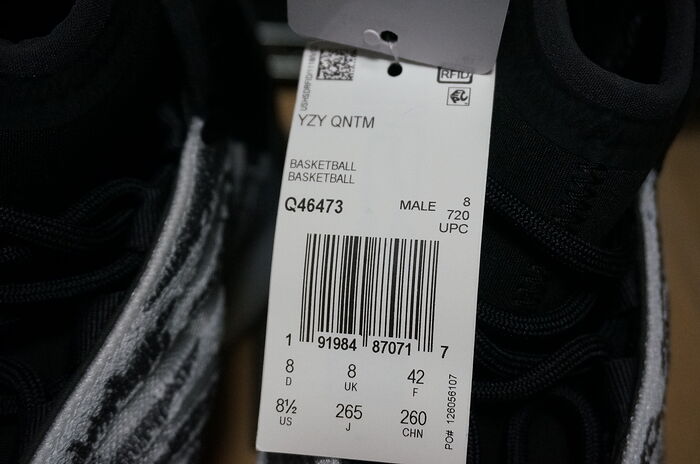 RFID
YZY QNTM
BASKETBALL
BASKETBALL
Q46473
MALE 8
720
UPC
1 91984 87071 7
8 8 42
D UK F
8½ 265 260
US J CHN
PO# 126056107